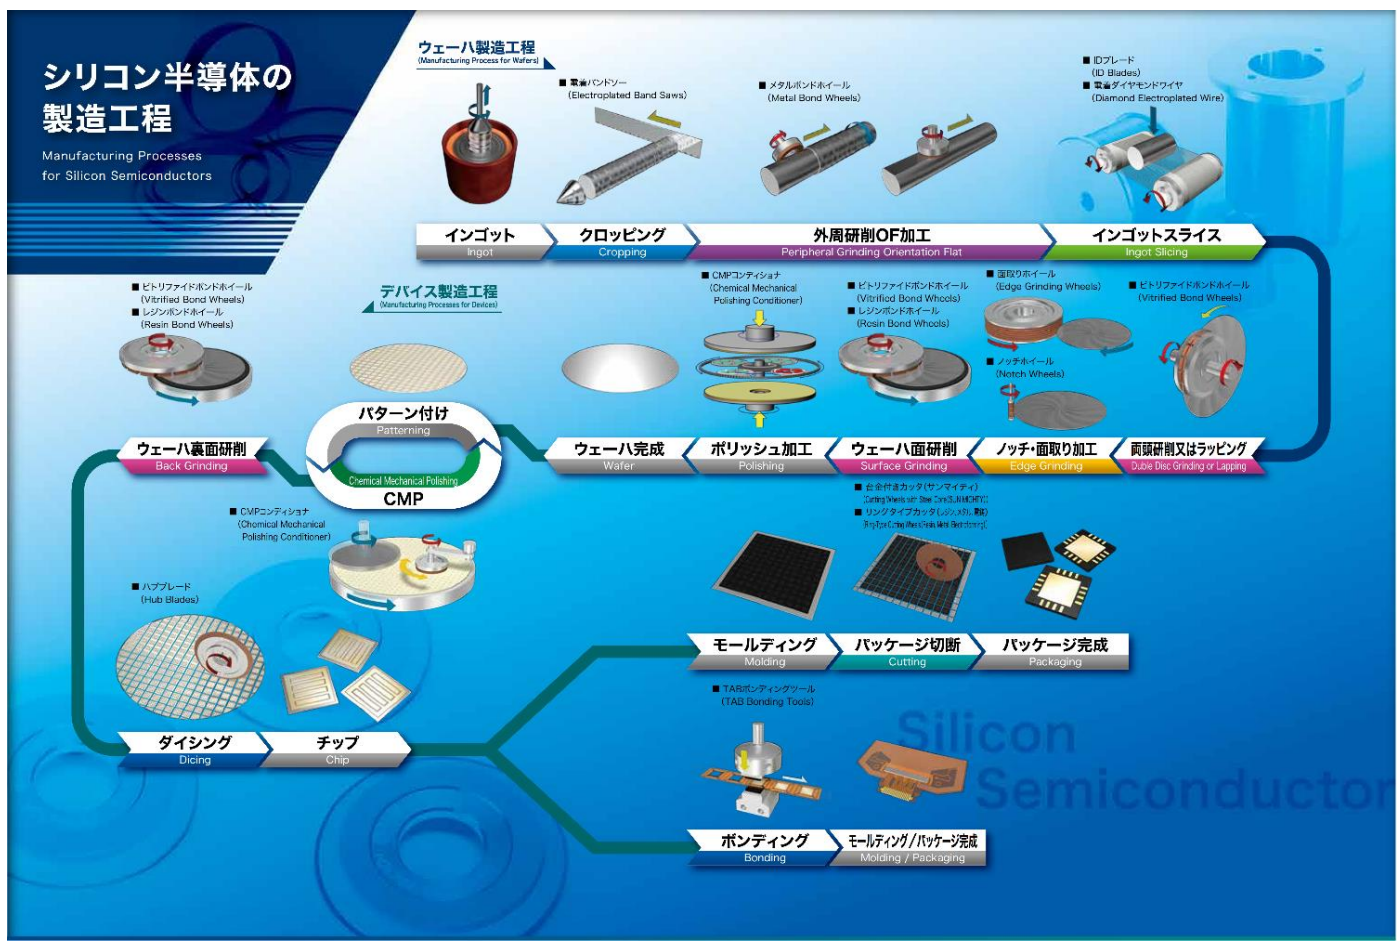 シリコン半導体の
製造工程
Manufacturing Processes
for Silicon Semiconductors
ウェーハ製造工程
(Manufacturing Process for Wafers)
■ 電着バンドソー
(Electroplated Band Saws)
■ メタルボンドホイール
(Metal Bond Wheels)
■ IDブレード
(ID Blades)
■ 電着ダイヤモンドワイヤ
(Diamond Electroplated Wire)
インゴット
Ingot
クロッピング
Cropping
外周研削OF加工
Peripheral Grinding Orientation Flat
インゴットスライス
Ingot Slicing
■ ビトリファイドボンドホイール
(Vitrified Bond Wheels)
■ レジンボンドホイール
(Resin Bond Wheels)
デバイス製造工程
(Manufacturing Processes for Devices)
■ CMPコンディショナ
(Chemical Mechanical
Polishing Conditioner)
■ ビトリファイドボンドホイール
(Vitrified Bond Wheels)
■ レジンボンドホイール
(Resin Bond Wheels)
■ 面取りホイール
(Edge Grinding Wheels)
■ ノッチホイール
(Notch Wheels)
■ ビトリファイドボンドホイール
(Vitrified Bond Wheels)
ウェーハ裏面研削
Back Grinding
パターン付け
Patterning
Chemical Mechanical Polishing
CMP
ウェーハ完成
Wafer
ポリッシュ加工
Polishing
ウェーハ面研削
Surface Grinding
ノッチ・面取り加工
Edge Grinding
両頭研削又はラッピング
Duble Disc Grinding or Lapping
■ CMPコンディショナ
(Chemical Mechanical
Polishing Conditioner)
■ 台金付きカッタ(サンマイティ)
(Cutting Wheels with Steel Core(SUNMIGHTY))
■ リングタイプカッタ(レジン、メタル、電鋳)
■ ハブブレード
(Hub Blades)
モールディング
Molding
パッケージ切断
Cutting
パッケージ完成
Packaging
■ TABボンディングツール
(TAB Bonding Tools)
ダイシング
Dicing
チップ
Chip
Silicon
Semiconductor
ボンディング
Bonding
モールディング/パッケージ完成
Molding / Packaging